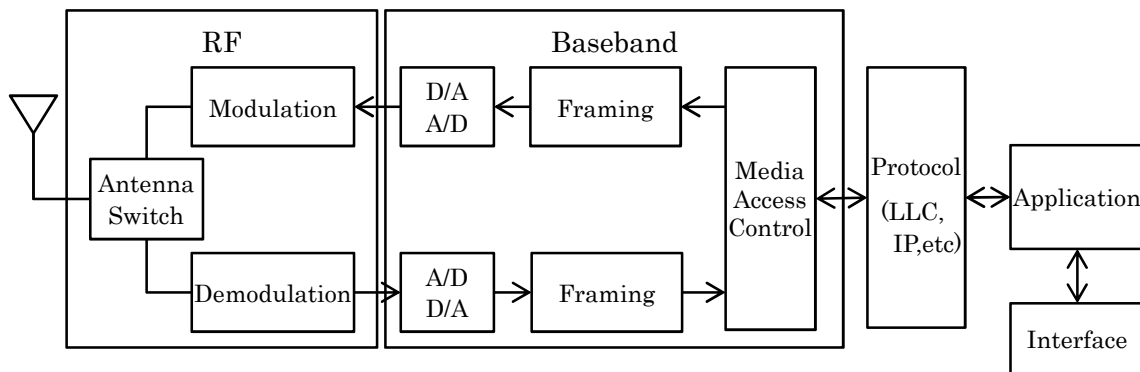 RF
Baseband
Modulation
D/A
A/D
Framing
Antenna
Switch
Media
Access
Control
Protocol
(LLC,
IP,etc)
Application
Demodulation
A/D
D/A
Framing
Interface